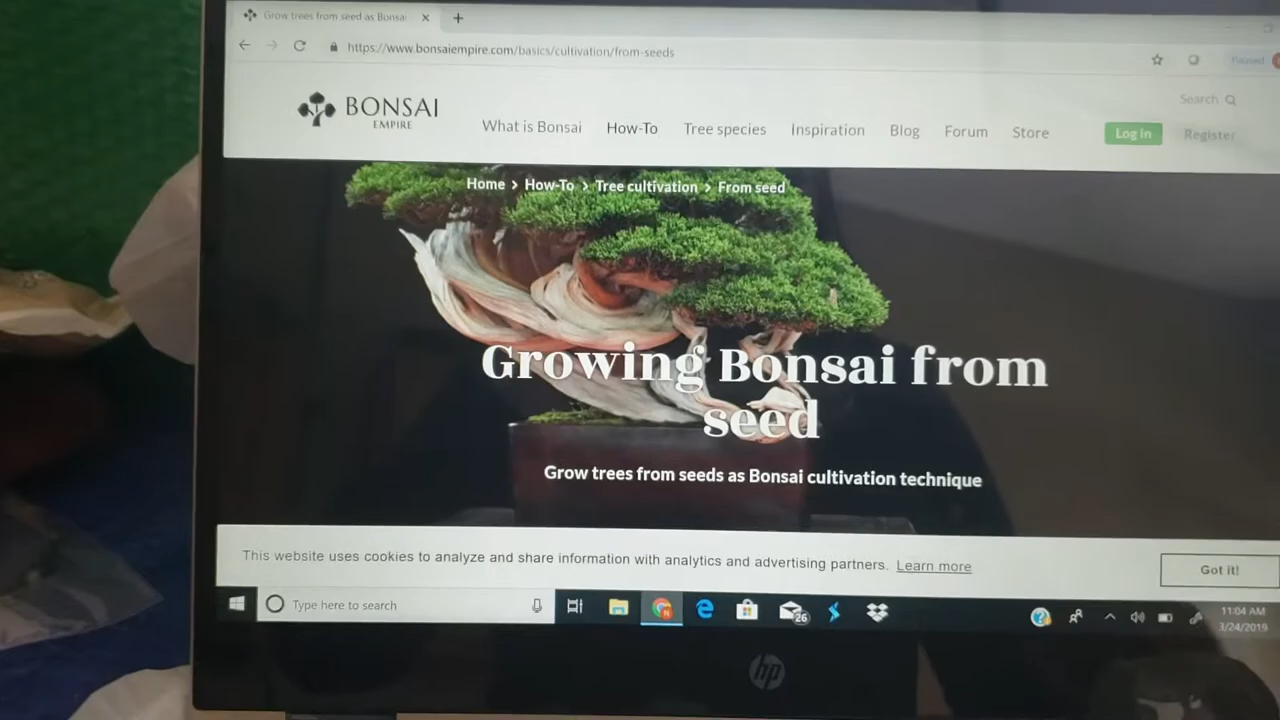 Grow trees from seed as Bonsai
https://www.bonsaiempire.com/basics/cultivation/from-seeds
Paused
BONSAI
EMPIRE
Search
What is Bonsai How-To Tree species Inspiration Blog Forum Store Log in Register
Home > How-To > Tree cultivation > From seed
Growing Bonsai from
seed
Grow trees from seeds as Bonsai cultivation technique
This website uses cookies to analyze and share information with analytics and advertising partners. Learn more
Got it!
Type here to search
26
11:04 AM
3/24/2019
hp